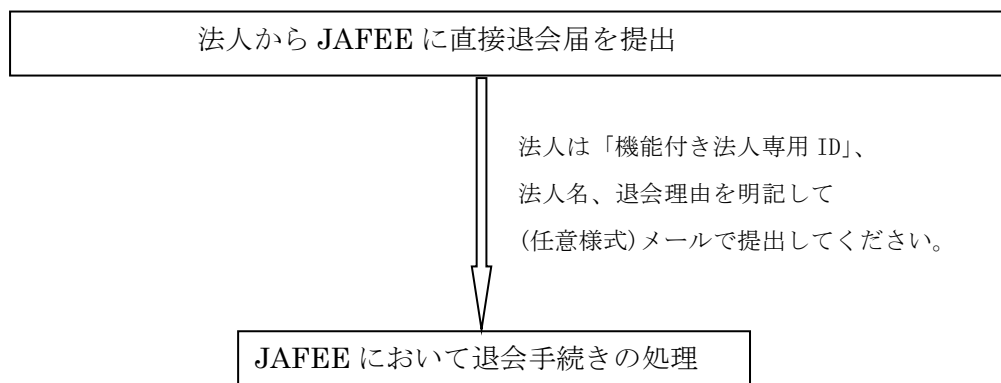 法人から JAFEE に直接退会届を提出
法人は「機能付き法人専用 ID」、
法人名、退会理由を明記して
(任意様式)メールで提出してください。
JAFEE において退会手続きの処理